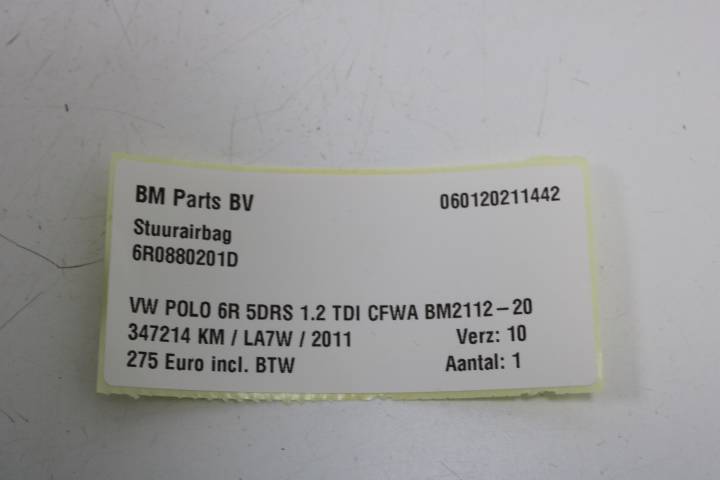 BM Parts BV 060120211442
Stuurairbag
6R0880201D
VW POLO 6R 5DRS 1.2 TDI CFWA BM2112-20
347214 KM / LA7W / 2011 Verz: 10
275 Euro incl. BTW Aantal: 1